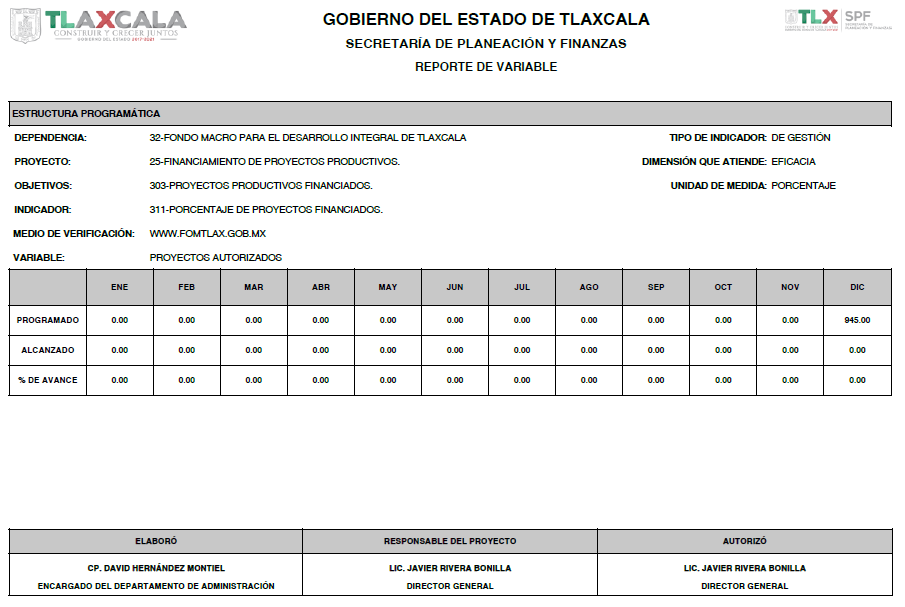 TLAXCALA
CONSTRUIR Y CRECER JUNTOS
GOBIERNO DEL ESTADO 2017-2021
TLX SPF
GOBIERNO DEL ESTADO DE TLAXCALA
SECRETARÍA DE PLANEACIÓN Y FINANZAS
REPORTE DE VARIABLE
ESTRUCTURA PROGRAMÁTICA
DEPENDENCIA: 32-FONDO MACRO PARA EL DESARROLLO INTEGRAL DE TLAXCALA TIPO DE INDICADOR: DE GESTIÓN
PROYECTO: 25-FINANCIAMIENTO DE PROYECTOS PRODUCTIVOS. DIMENSIÓN QUE ATIENDE: EFICACIA
OBJETIVOS: 303-PROYECTOS PRODUCTIVOS FINANCIADOS. UNIDAD DE MEDIDA: PORCENTAJE
INDICADOR: 311-PORCENTAJE DE PROYECTOS FINANCIADOS.
MEDIO DE VERIFICACIÓN: WWW.FOMTLAX.GOB.MX
VARIABLE: PROYECTOS AUTORIZADOS
ENE FEB MAR ABR MAY JUN JUL AGO SEP OCT NOV DIC
PROGRAMADO 0.00 0.00 0.00 0.00 0.00 0.00 0.00 0.00 0.00 0.00 0.00 945.00
ALCANZADO 0.00 0.00 0.00 0.00 0.00 0.00 0.00 0.00 0.00 0.00 0.00 0.00
% DE AVANCE 0.00 0.00 0.00 0.00 0.00 0.00 0.00 0.00 0.00 0.00 0.00 0.00
ELABORÓ RESPONSABLE DEL PROYECTO AUTORIZÓ
CP. DAVID HERNÁNDEZ MONTIEL LIC. JAVIER RIVERA BONILLA LIC. JAVIER RIVERA BONILLA
ENCARGADO DEL DEPARTAMENTO DE ADMINISTRACIÓN DIRECTOR GENERAL DIRECTOR GENERAL